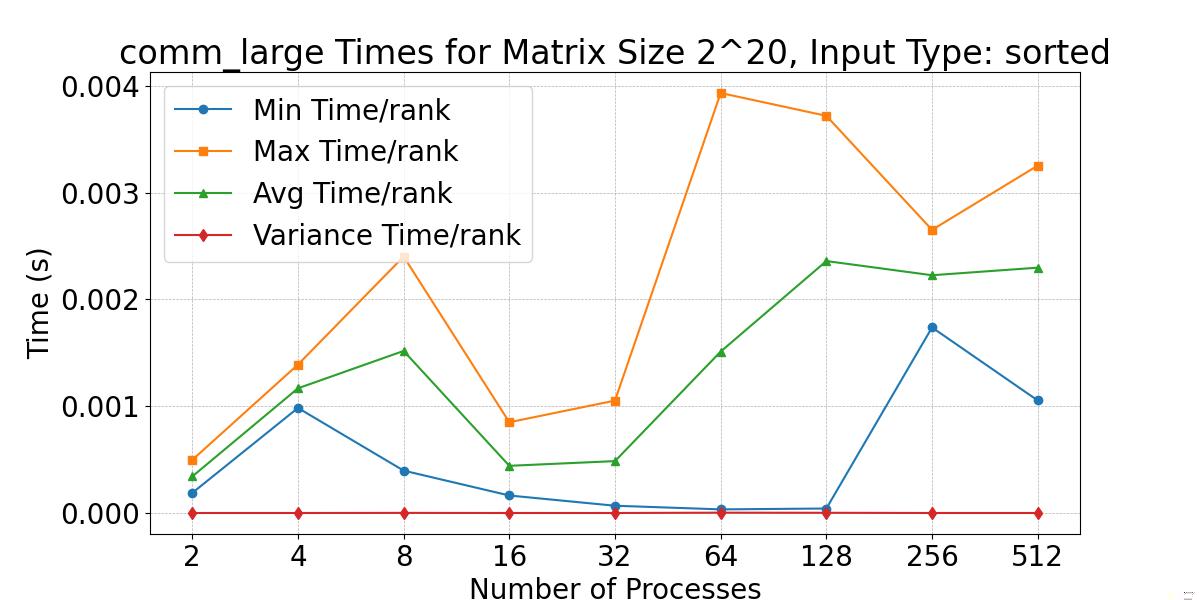 comm_large Times for Matrix Size 2^20, Input Type: sorted
0.004
0.003
0.002
0.001
0.000
Time (s)
Min Time/rank
Max Time/rank
Avg Time/rank
Variance Time/rank
2 4 8 16 32 64 128 256 512
Number of Processes